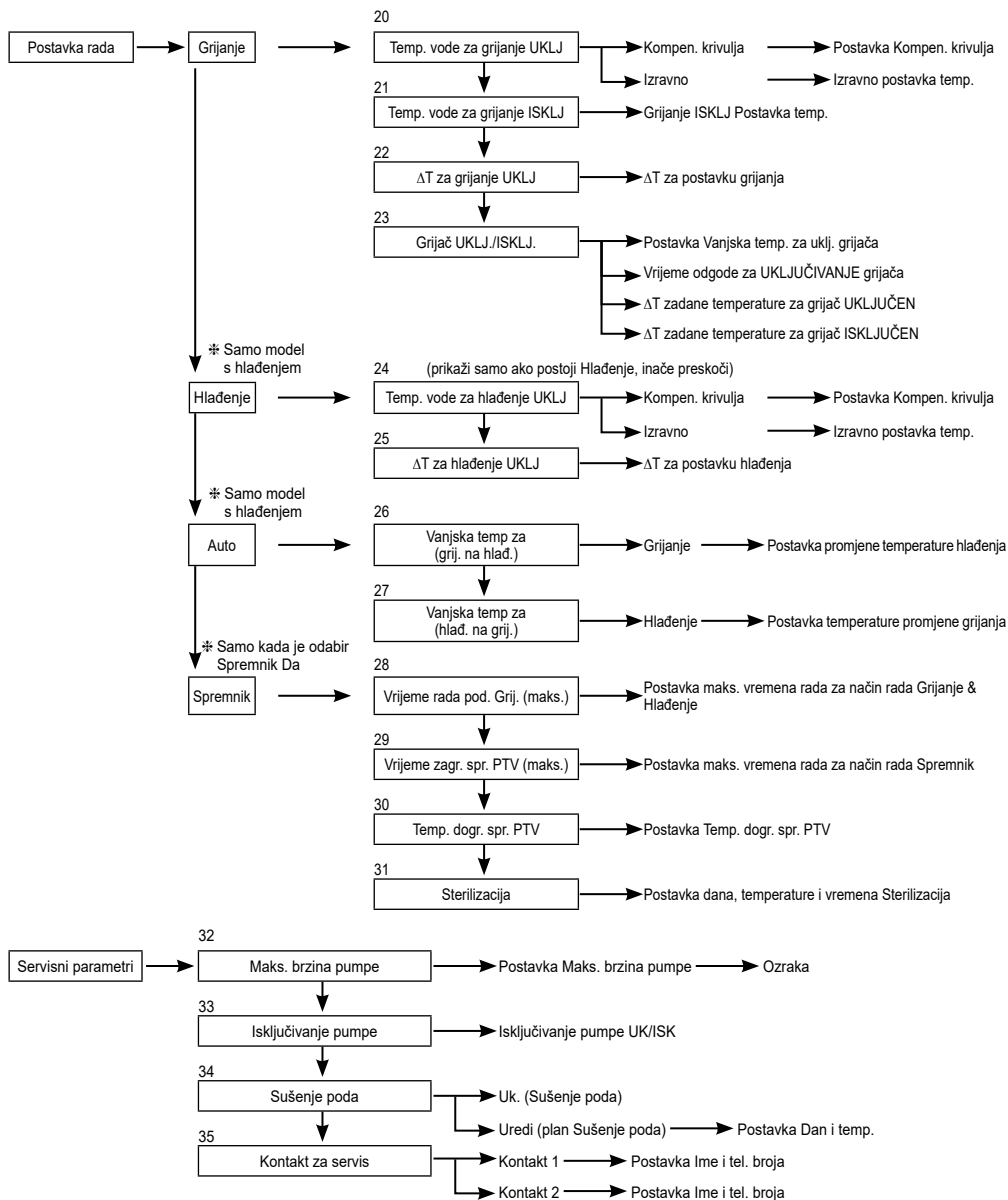 20
Postavka rada
Grijanje
Temp. vode za grijanje UKLJ
Kompen. krivulja
Postavka Kompen. krivulja
Izravno
Izravno postavka temp.
21
Temp. vode za grijanje ISKLJ
Grijanje ISKLJ Postavka temp.
22
∆T za grijanje UKLJ
∆T za postavku grijanja
23
Grijač UKLJ./ISKLJ.
Postavka Vanjska temp. za uklj. grijača
Vrijeme odgode za UKLJUČIVANJE grijača
∆T zadane temperature za grijač UKLJUČEN
∆T zadane temperature za grijač ISKLJUČEN
❉ Samo model
s hlađenjem
24 (prikaži samo ako postoji Hlađenje, inače preskoči)
Hlađenje
Temp. vode za hlađenje UKLJ
Kompen. krivulja
Postavka Kompen. krivulja
Izravno
Izravno postavka temp.
25
∆T za hlađenje UKLJ
∆T za postavku hlađenja
❉ Samo model
s hlađenjem
26
Auto
Vanjska temp za
(grij. na hlađ.)
Grijanje
Postavka promjene temperature hlađenja
27
Vanjska temp za
(hlađ. na grij.)
Hlađenje
Postavka temperature promjene grijanja
❉ Samo kada je odabir
Spremnik Da
28
Spremnik
Vrijeme rada pod. Grij. (maks.)
Postavka maks. vremena rada za način rada Grijanje &
Hlađenje
29
Vrijeme zagr. spr. PTV (maks.)
Postavka maks. vremena rada za način rada Spremnik
30
Temp. dogr. spr. PTV
Postavka Temp. dogr. spr. PTV
31
Sterilizacija
Postavka dana, temperature i vremena Sterilizacija
32
Servisni parametri
Maks. brzina pumpe
Postavka Maks. brzina pumpe
Ozraka
33
Isključivanje pumpe
Isključivanje pumpe UK/ISK
34
Sušenje poda
Uk. (Sušenje poda)
Uredi (plan Sušenje poda)
Postavka Dan i temp.
35
Kontakt za servis
Kontakt 1
Postavka Ime i tel. broja
Kontakt 2
Postavka Ime i tel. broja